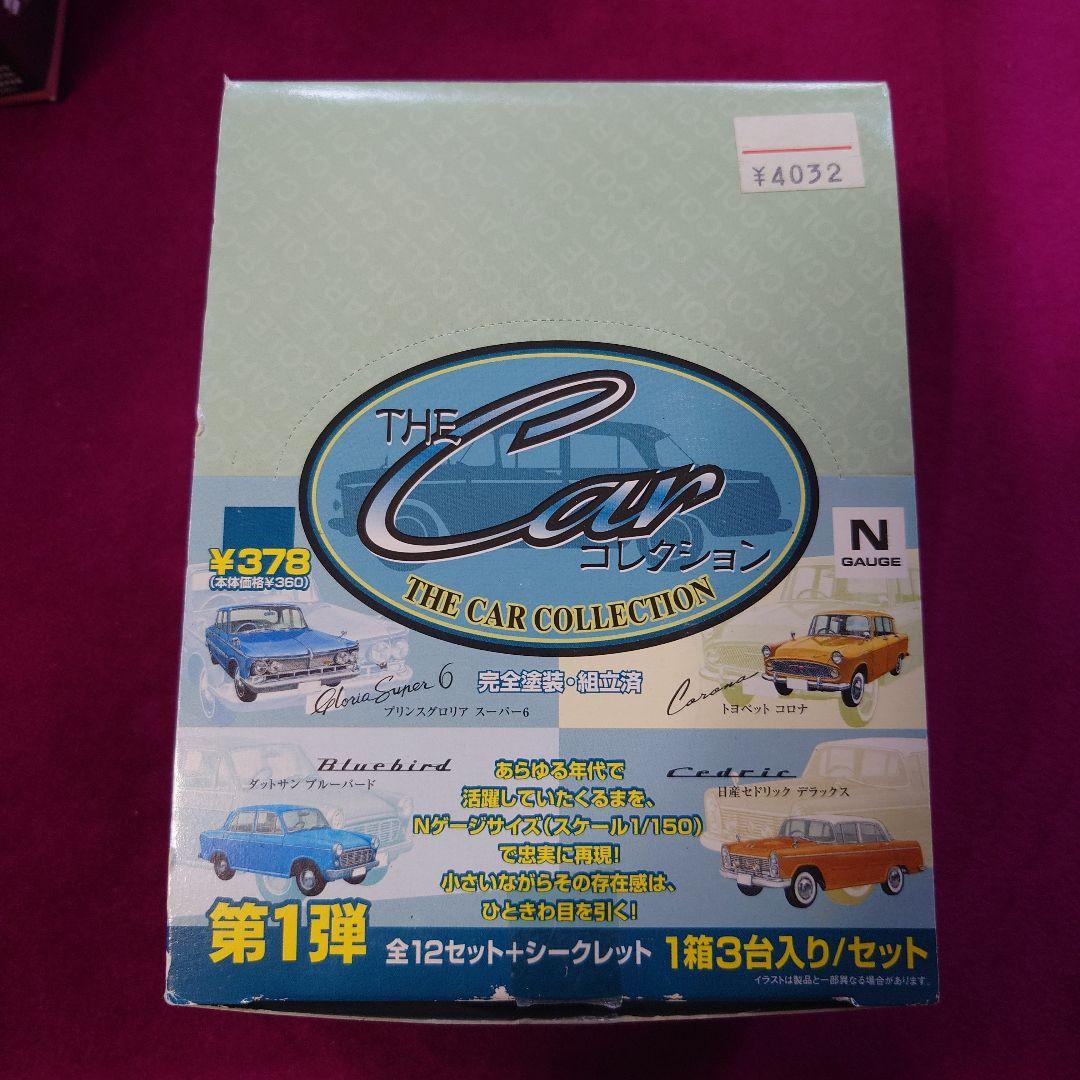 ¥4032
THE Car
コレクション
THE CAR COLLECTION
N
GAUGE
¥378
(本体価格¥360)
Gloria Super 6
プリンスグロリア スーパー6
完全塗装・組立済
Corona
トヨペット コロナ
Bluebird
ダットサン ブルーバード
Cedric
日産セドリック デラックス
あらゆる年代で
活躍していたくるまを、
Nゲージサイズ(スケール1/150)
で忠実に再現!
小さいながらその存在感は、
ひときわ目を引く!
第1弾
全12セット+シークレット
1箱3台入り/セット
イラストは製品と一部異なる場合があります。